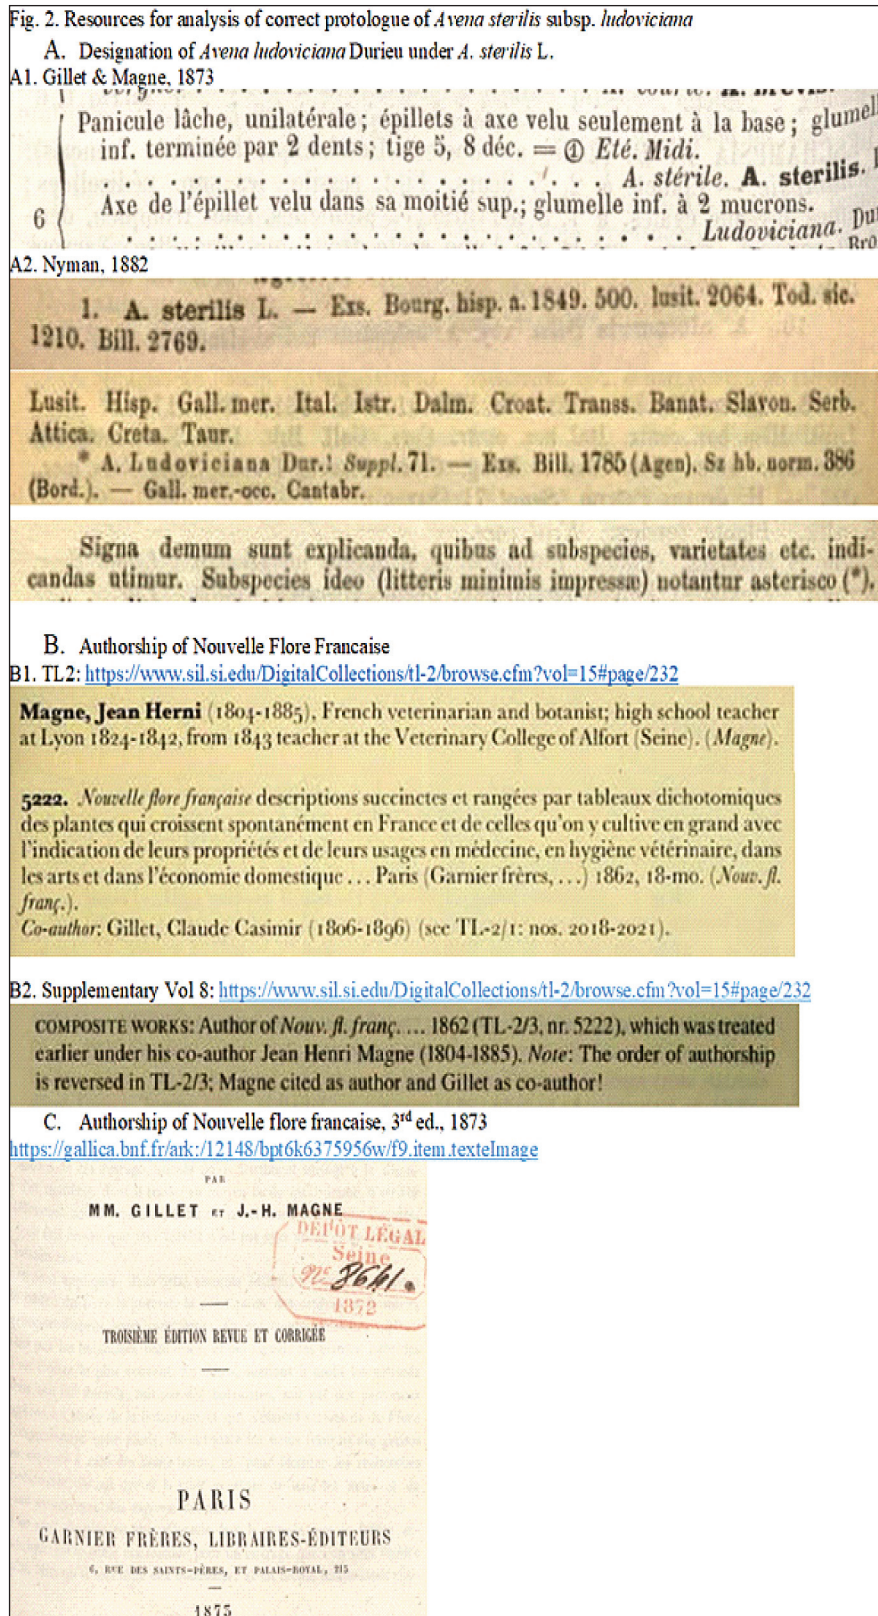 Fig. 2. Resources for analysis of correct protologue of Avena sterilis subsp. ludoviciana
A. Designation of Avena ludoviciana Durieu under A. sterilis L.
A1. Gillet & Magne, 1873
Panicule lâche, unilatérale; épillets à axe velu seulement à la base; glumell
inf. terminée par 2 dents; tige 5, 8 déc. = ① Eté. Midi.
. . . . . . . . . . . . . . . . . . . . A. stérile. A. sterilis.
6 Axe de l'épillet velu dans sa moitié sup.; glumelle inf. à 2 mucrons.
. . . . . . . . . . . . . . . . . . . . Ludoviciana. Du
Bro
A2. Nyman, 1882
1. A. sterilis L. — Exs. Bourg. hisp. a. 1849. 500. lusit. 2064. Tod. sic.
1210. Bill. 2769.
Lusit. Hisp. Gall. mer. Ital. Istr. Dalm. Croat. Transs. Banat. Slavon. Serb.
Attica. Creta. Taur.
* A. Ludoviciana Dur.! Suppl. 71. — Exs. Bill. 1785 (Agen). Sz hb. norm. 386
(Bord.). — Gall. mer.-occ. Cantabr.
Signa demum sunt explicanda, quibus ad subspecies, varietates etc. indi-
candas utimur. Subspecies ideo (litteris minimis impressæ) notantur asterisco (*),
B. Authorship of Nouvelle Flore Francaise
B1. TL2: https://www.sil.si.edu/DigitalCollections/tl-2/browse.cfm?vol=15#page/232
Magne, Jean Herni (1804-1885), French veterinarian and botanist; high school teacher
at Lyon 1824-1842, from 1843 teacher at the Veterinary College of Alfort (Seine). (Magne).
5222. Nouvelle flore française descriptions succinctes et rangées par tableaux dichotomiques
des plantes qui croissent spontanément en France et de celles qu'on y cultive en grand avec
l'indication de leurs propriétés et de leurs usages en médecine, en hygiène vétérinaire, dans
les arts et dans l'économie domestique ... Paris (Garnier frères, ...) 1862, 18-mo. (Nouv. fl.
franç.).
Co-author: Gillet, Claude Casimir (1806-1896) (see TL-2/1: nos. 2018-2021).
B2. Supplementary Vol 8: https://www.sil.si.edu/DigitalCollections/tl-2/browse.cfm?vol=15#page/232
COMPOSITE WORKS: Author of Nouv. fl. franç. ... 1862 (TL-2/3, nr. 5222), which was treated
earlier under his co-author Jean Henri Magne (1804-1885). Note: The order of authorship
is reversed in TL-2/3; Magne cited as author and Gillet as co-author!
C. Authorship of Nouvelle flore francaise, 3rd ed., 1873
https://gallica.bnf.fr/ark:/12148/bpt6k6375956w/f9.item.texteImage
PAR
MM. GILLET ET J.-H. MAGNE
DÉPÔT LÉGAL
Seine
No 8641.
1872
TROISIÈME ÉDITION REVUE ET CORRIGÉE
PARIS
GARNIER FRÈRES, LIBRAIRES-ÉDITEURS
6, RUE DES SAINTS-PÈRES, ET PALAIS-ROYAL, 215
1873